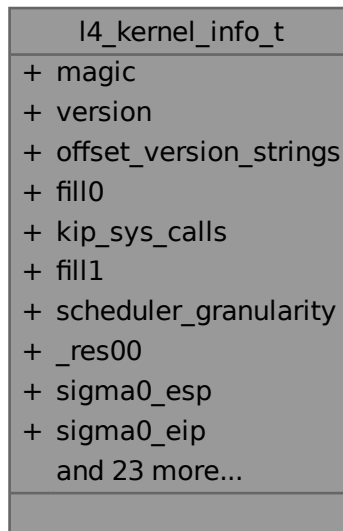 l4_kernel_info_t
+ magic
+ version
+ offset_version_strings
+ fill0
+ kip_sys_calls
+ fill1
+ scheduler_granularity
+ _res00
+ sigma0_esp
+ sigma0_eip
and 23 more...